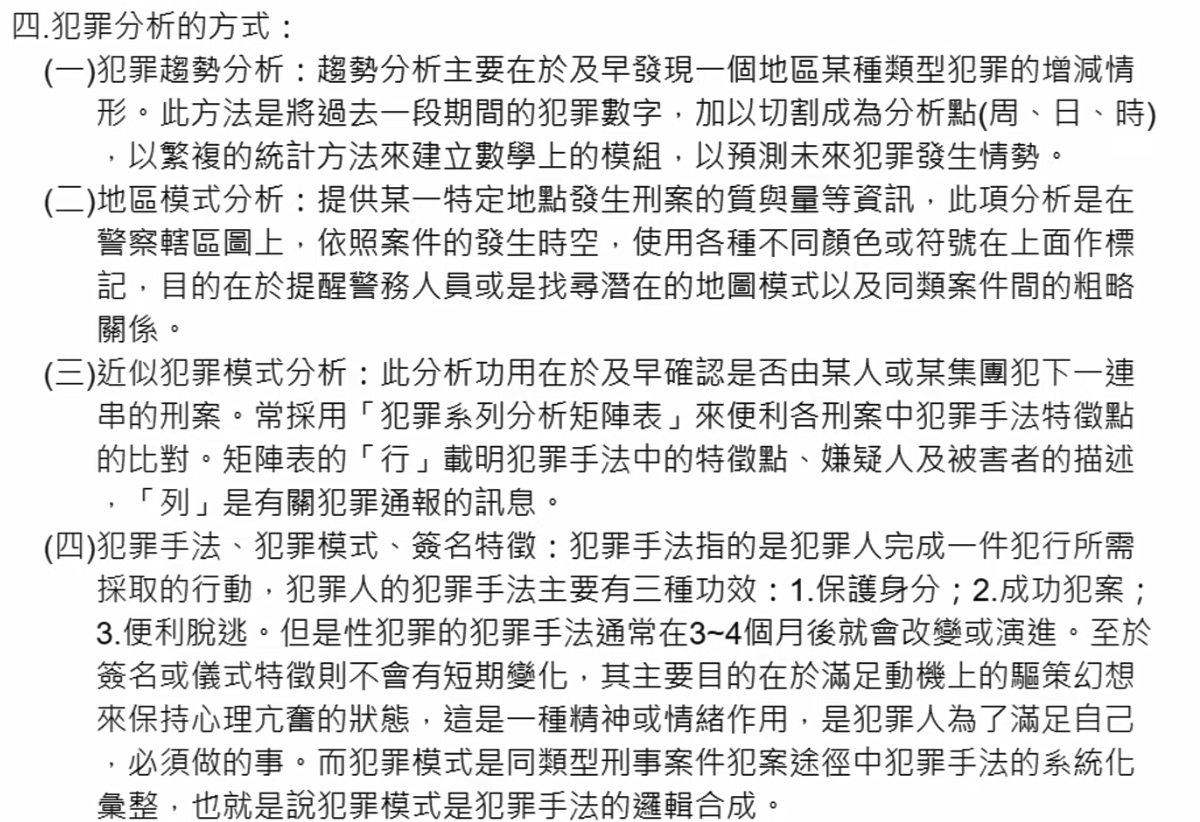 四.犯罪分析的方式：
(一)犯罪趨勢分析：趨勢分析主要在於及早發現一個地區某種類型犯罪的增減情
形。此方法是將過去一段期間的犯罪數字，加以切割成為分析點(周、日、時)
，以繁複的統計方法來建立數學上的模組，以預測未來犯罪發生情勢。
(二)地區模式分析：提供某一特定地點發生刑案的質與量等資訊，此項分析是在
警察轄區圖上，依照案件的發生時空，使用各種不同顏色或符號在上面作標
記，目的在於提醒警務人員或是找尋潛在的地圖模式以及同類案件間的粗略
關係。
(三)近似犯罪模式分析：此分析功用在於及早確認是否由某人或某集團犯下一連
串的刑案。常採用「犯罪系列分析矩陣表」來便利各刑案中犯罪手法特徵點
的比對。矩陣表的「行」載明犯罪手法中的特徵點、嫌疑人及被害者的描述
，「列」是有關犯罪通報的訊息。
(四)犯罪手法、犯罪模式、簽名特徵：犯罪手法指的是犯罪人完成一件犯行所需
採取的行動，犯罪人的犯罪手法主要有三種功效：1.保護身分；2.成功犯案；
3.便利脫逃。但是性犯罪的犯罪手法通常在3~4個月後就會改變或演進。至於
簽名或儀式特徵則不會有短期變化，其主要目的在於滿足動機上的驅策幻想
來保持心理亢奮的狀態，這是一種精神或情緒作用，是犯罪人為了滿足自己
，必須做的事。而犯罪模式是同類型刑事案件犯案途徑中犯罪手法的系統化
彙整，也就是說犯罪模式是犯罪手法的邏輯合成。